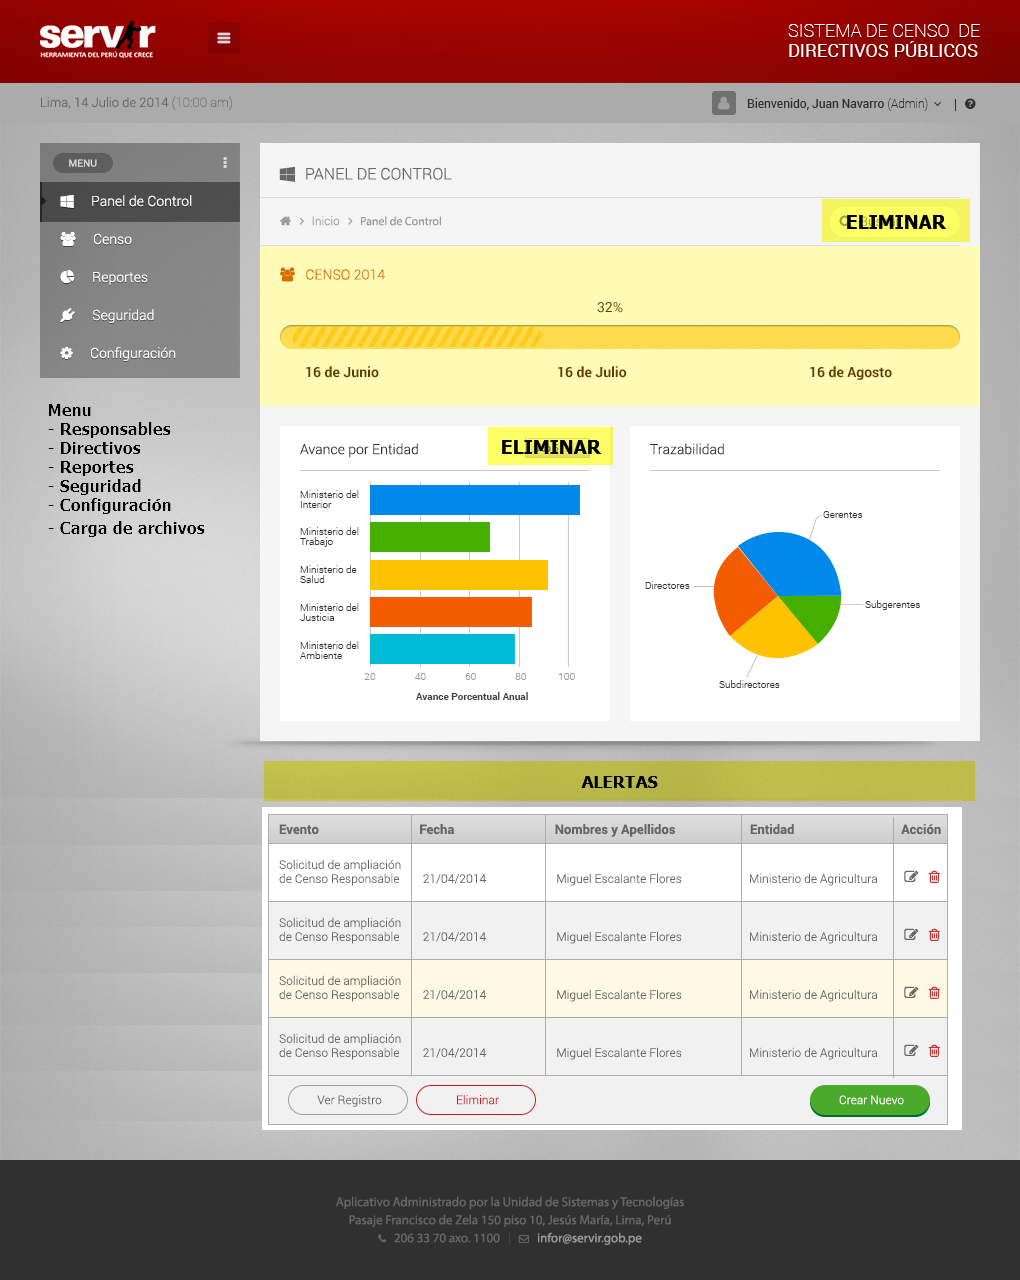 servir
HERRAMIENTA DEL PERÚ QUE CRECE
SISTEMA DE CENSO DE
DIRECTIVOS PÚBLICOS
Lima, 14 Julio de 2014 (10:00 am)
Bienvenido, Juan Navarro (Admin)
MENU
Panel de Control
Censo
Reportes
Seguridad
Configuración
Menu
- Responsables
- Directivos
- Reportes
- Seguridad
- Configuración
- Carga de archivos
PANEL DE CONTROL
Inicio
Panel de Control
ELIMINAR
CENSO 2014
32%
16 de Junio
16 de Julio
16 de Agosto
Avance por Entidad
ELIMINAR
Ministerio del
Interior
Ministerio del
Trabajo
Ministerio de
Salud
Ministerio del
Justicia
Ministerio del
Ambiente
20 40 60 80 100
Avance Porcentual Anual
Trazabilidad
Gerentes
Directores
Subgerentes
Subdirectores
ALERTAS
Evento Fecha Nombres y Apellidos Entidad Acción
Solicitud de ampliación
de Censo Responsable 21/04/2014 Miguel Escalante Flores Ministerio de Agricultura
Solicitud de ampliación
de Censo Responsable 21/04/2014 Miguel Escalante Flores Ministerio de Agricultura
Solicitud de ampliación
de Censo Responsable 21/04/2014 Miguel Escalante Flores Ministerio de Agricultura
Solicitud de ampliación
de Censo Responsable 21/04/2014 Miguel Escalante Flores Ministerio de Agricultura
Ver Registro Eliminar Crear Nuevo
Aplicativo Administrado por la Unidad de Sistemas y Tecnologías
Pasaje Francisco de Zela 150 piso 10, Jesús María, Lima, Perú
206 33 70 axo. 1100 | infor@servir.gob.pe